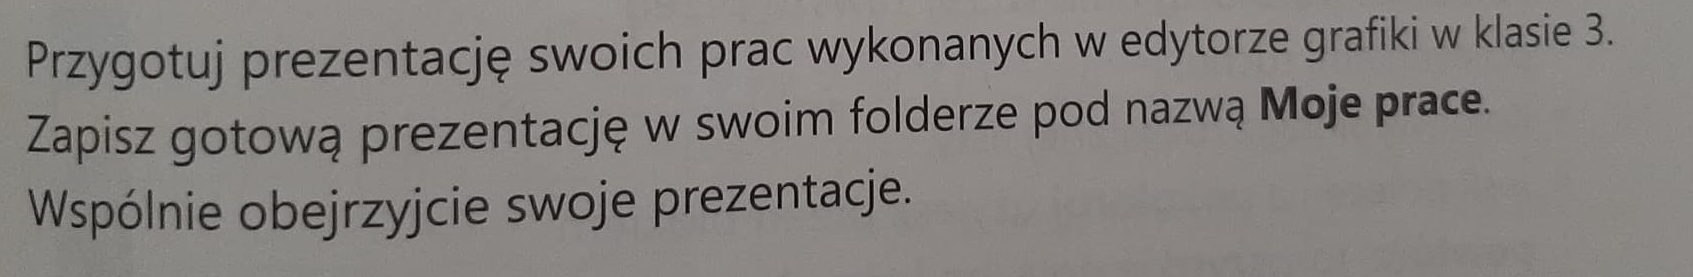 Przygotuj prezentację swoich prac wykonanych w edytorze grafiki w klasie 3.
Zapisz gotową prezentację w swoim folderze pod nazwą Moje prace.
Wspólnie obejrzyjcie swoje prezentacje.